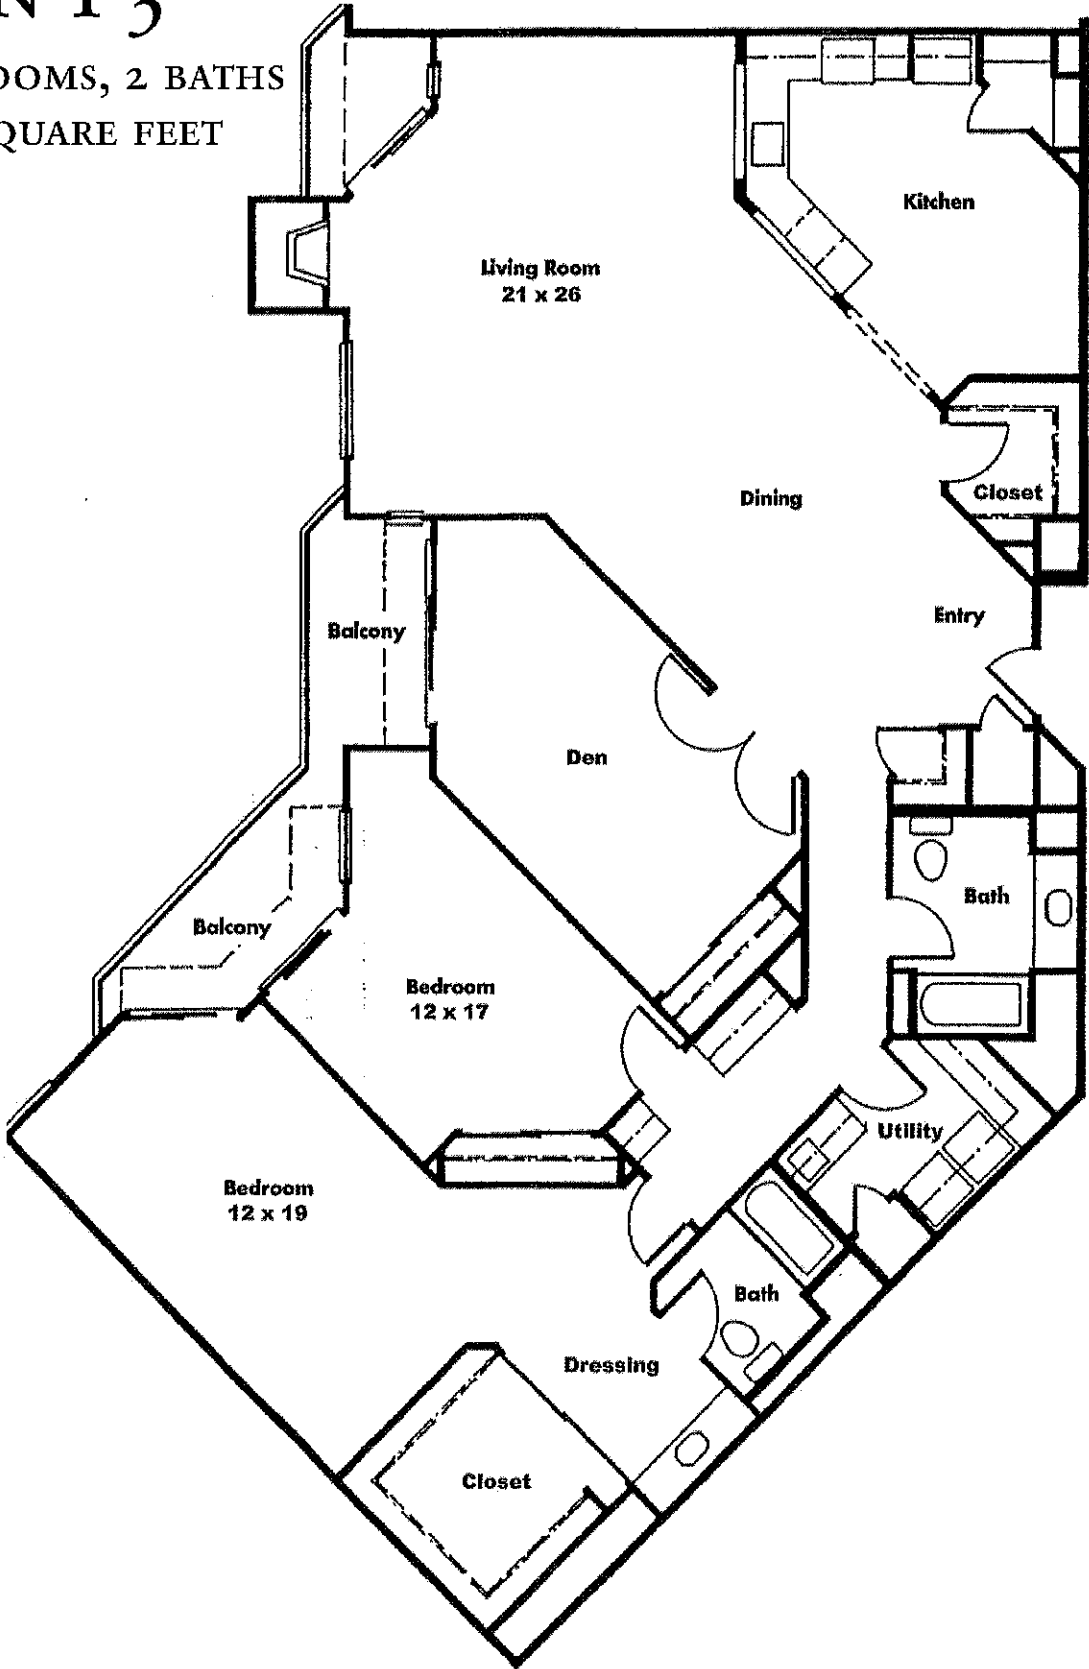 OOMS, 2 BATHS
QUARE FEET
Kitchen
Living Room
21 x 26
Closet
Dining
Entry
Balcony
Den
Bath
Balcony
Bedroom
12 x 17
Utility
Bedroom
12 x 19
Bath
Dressing
Closet